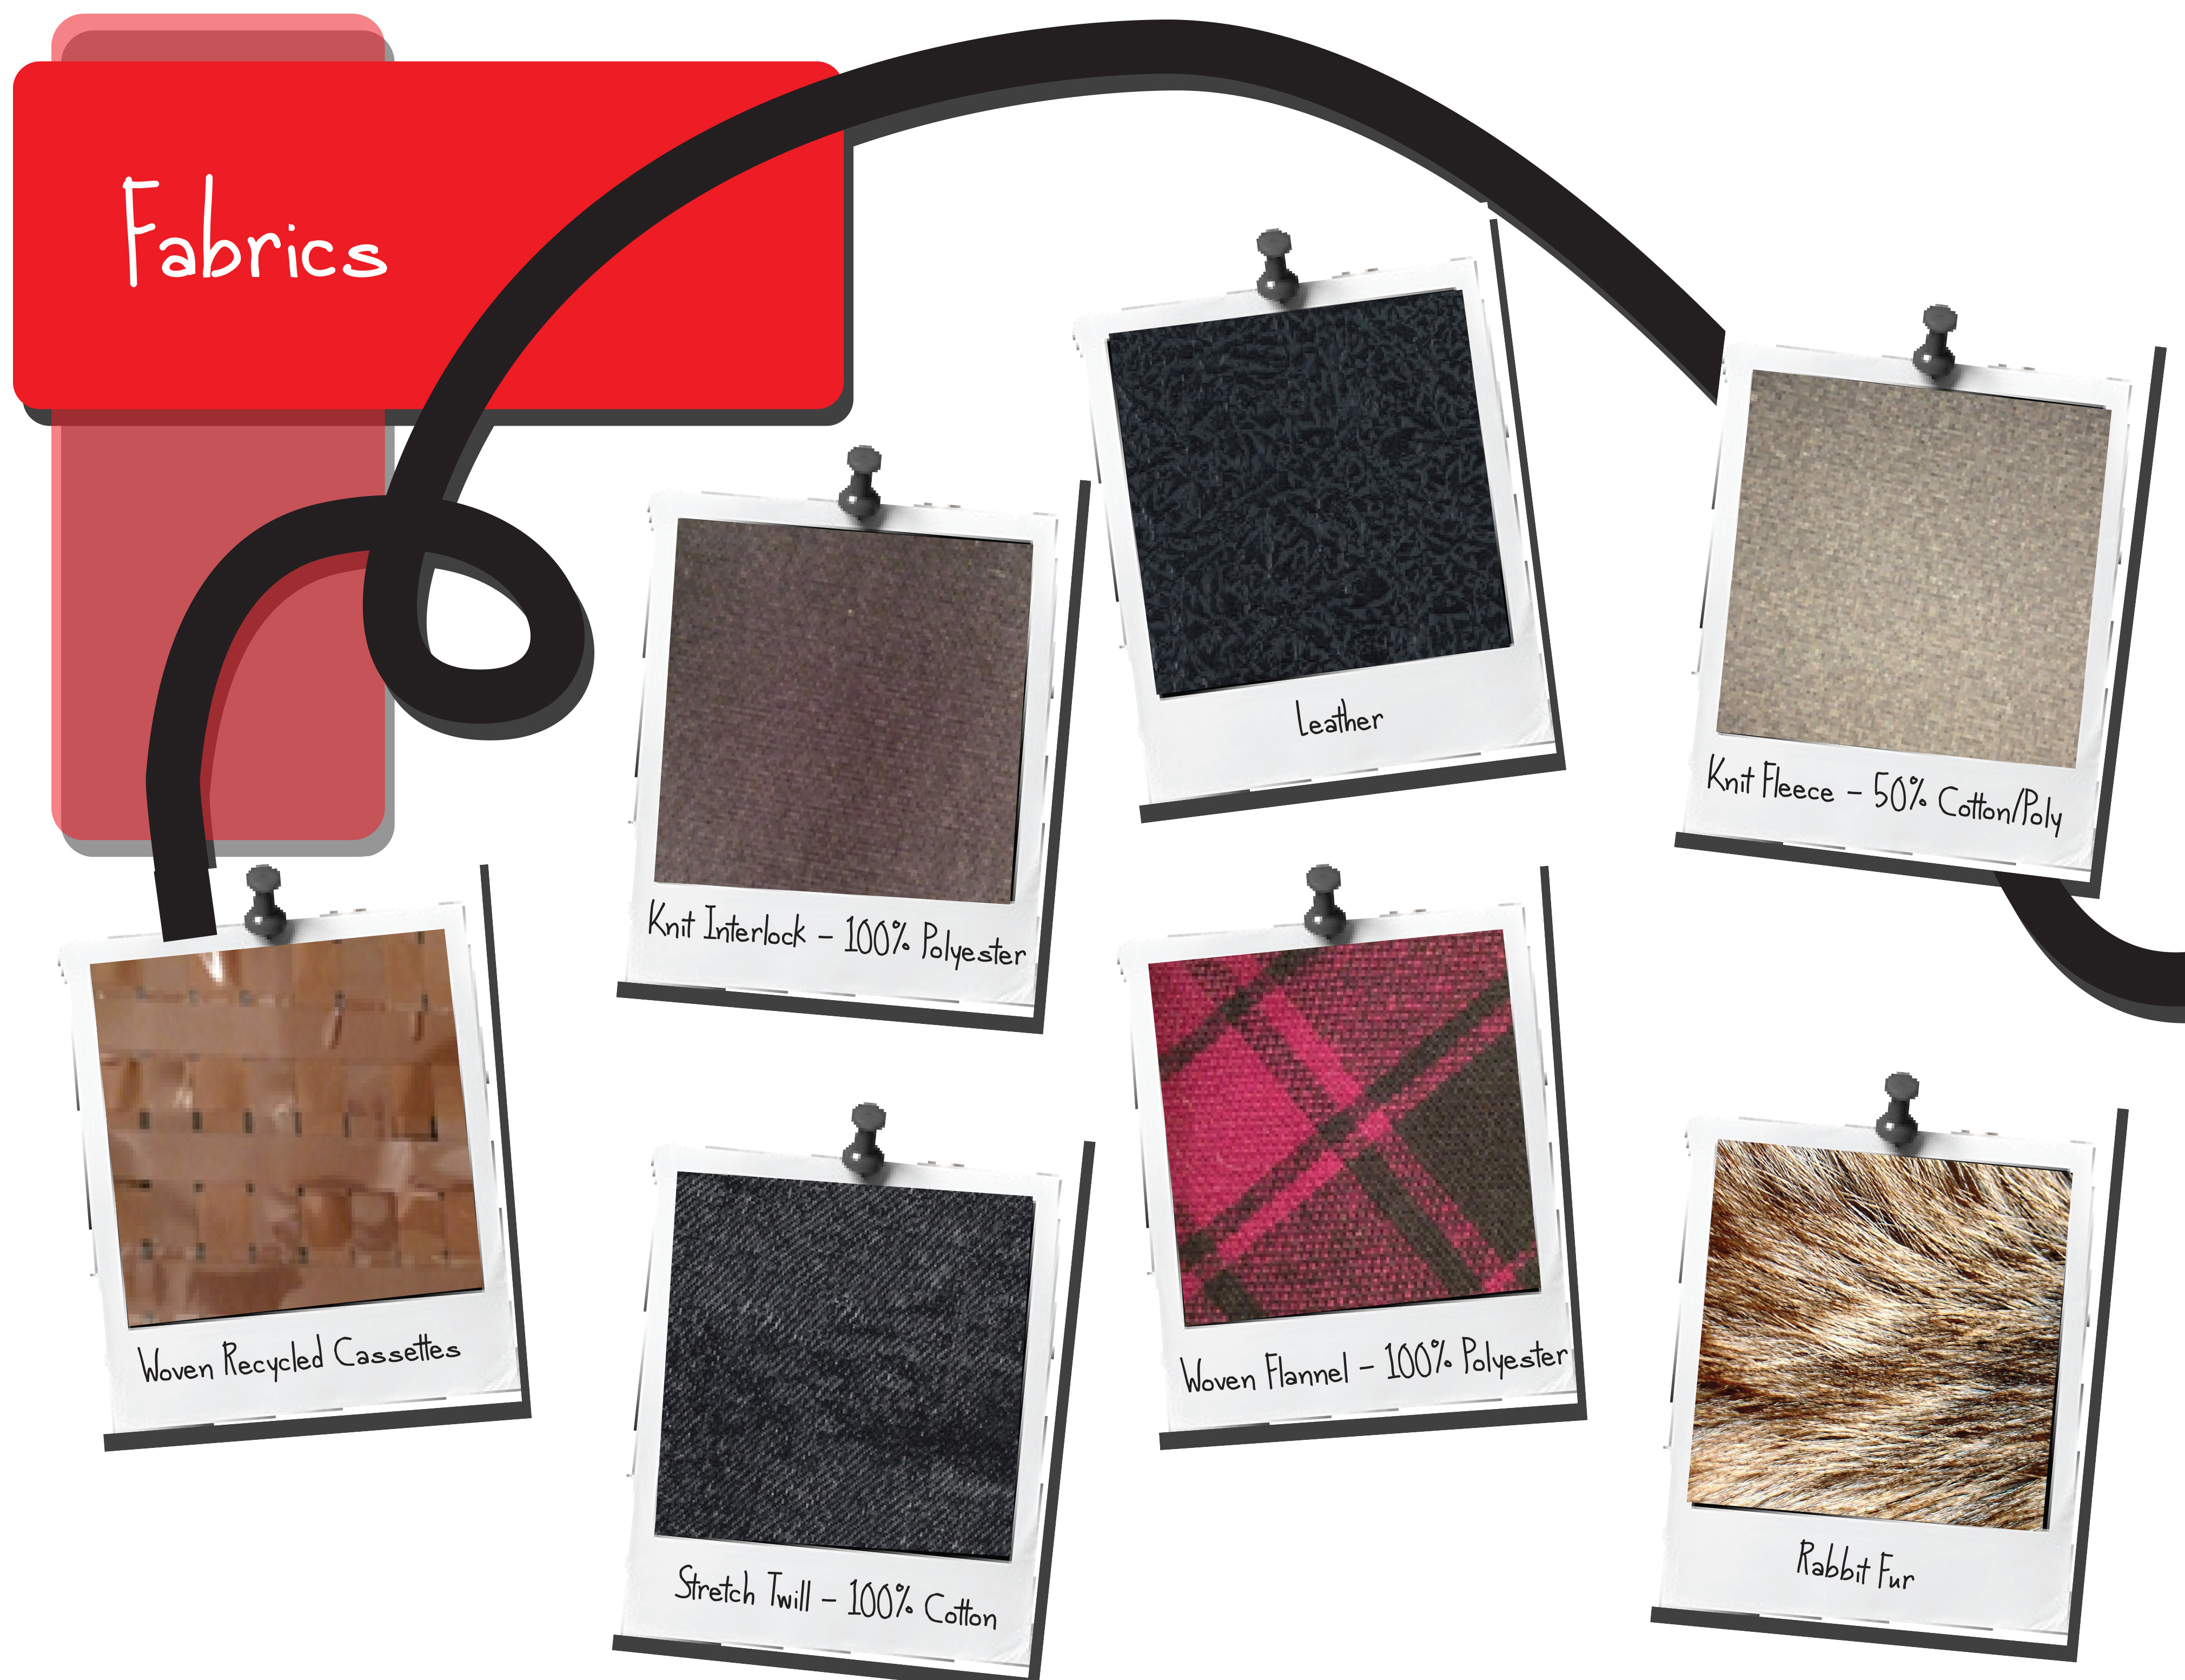 Fabrics
Leather
Knit Fleece - 50% Cotton/Poly
Knit Interlock - 100% Polyester
Woven Recycled Cassettes
Woven Flannel - 100% Polyester
Stretch Twill - 100% Cotton
Rabbit Fur